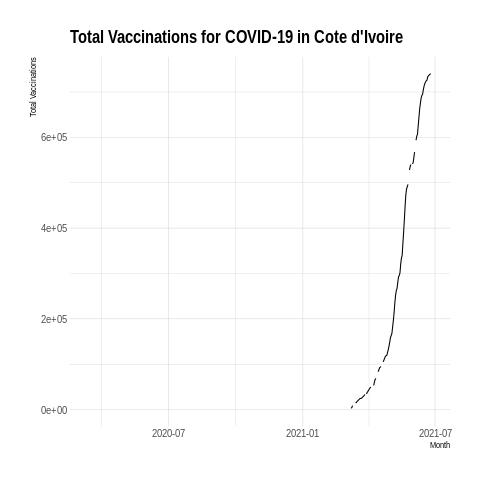 Total Vaccinations for COVID-19 in Cote d'Ivoire
Total Vaccinations
6e+05
4e+05
2e+05
0e+00
2020-07
2021-01
2021-07
Month